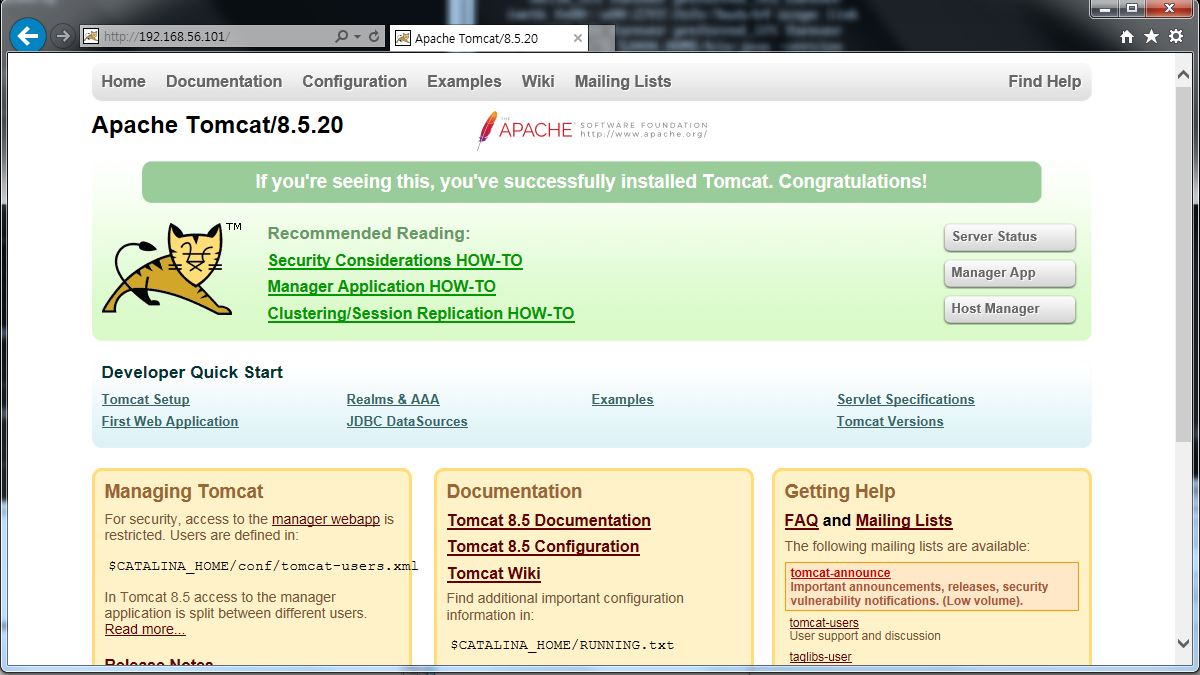 http://192.168.56.101/
Apache Tomcat/8.5.20
Home Documentation Configuration Examples Wiki Mailing Lists Find Help
Apache Tomcat/8.5.20
THE APACHE SOFTWARE FOUNDATION
http://www.apache.org/
If you're seeing this, you've successfully installed Tomcat. Congratulations!
TM
Recommended Reading:
Security Considerations HOW-TO
Manager Application HOW-TO
Clustering/Session Replication HOW-TO
Server Status
Manager App
Host Manager
Developer Quick Start
Tomcat Setup
First Web Application
Realms & AAA
JDBC DataSources
Examples
Servlet Specifications
Tomcat Versions
Managing Tomcat
For security, access to the manager webapp is
restricted. Users are defined in:
$CATALINA_HOME/conf/tomcat-users.xml
In Tomcat 8.5 access to the manager
application is split between different users.
Read more...
Release Notes
Documentation
Tomcat 8.5 Documentation
Tomcat 8.5 Configuration
Tomcat Wiki
Find additional important configuration
information in:
$CATALINA_HOME/RUNNING.txt
Getting Help
FAQ and Mailing Lists
The following mailing lists are available:
tomcat-announce
Important announcements, releases, security
vulnerability notifications. (Low volume).
tomcat-users
User support and discussion
taglibs-user